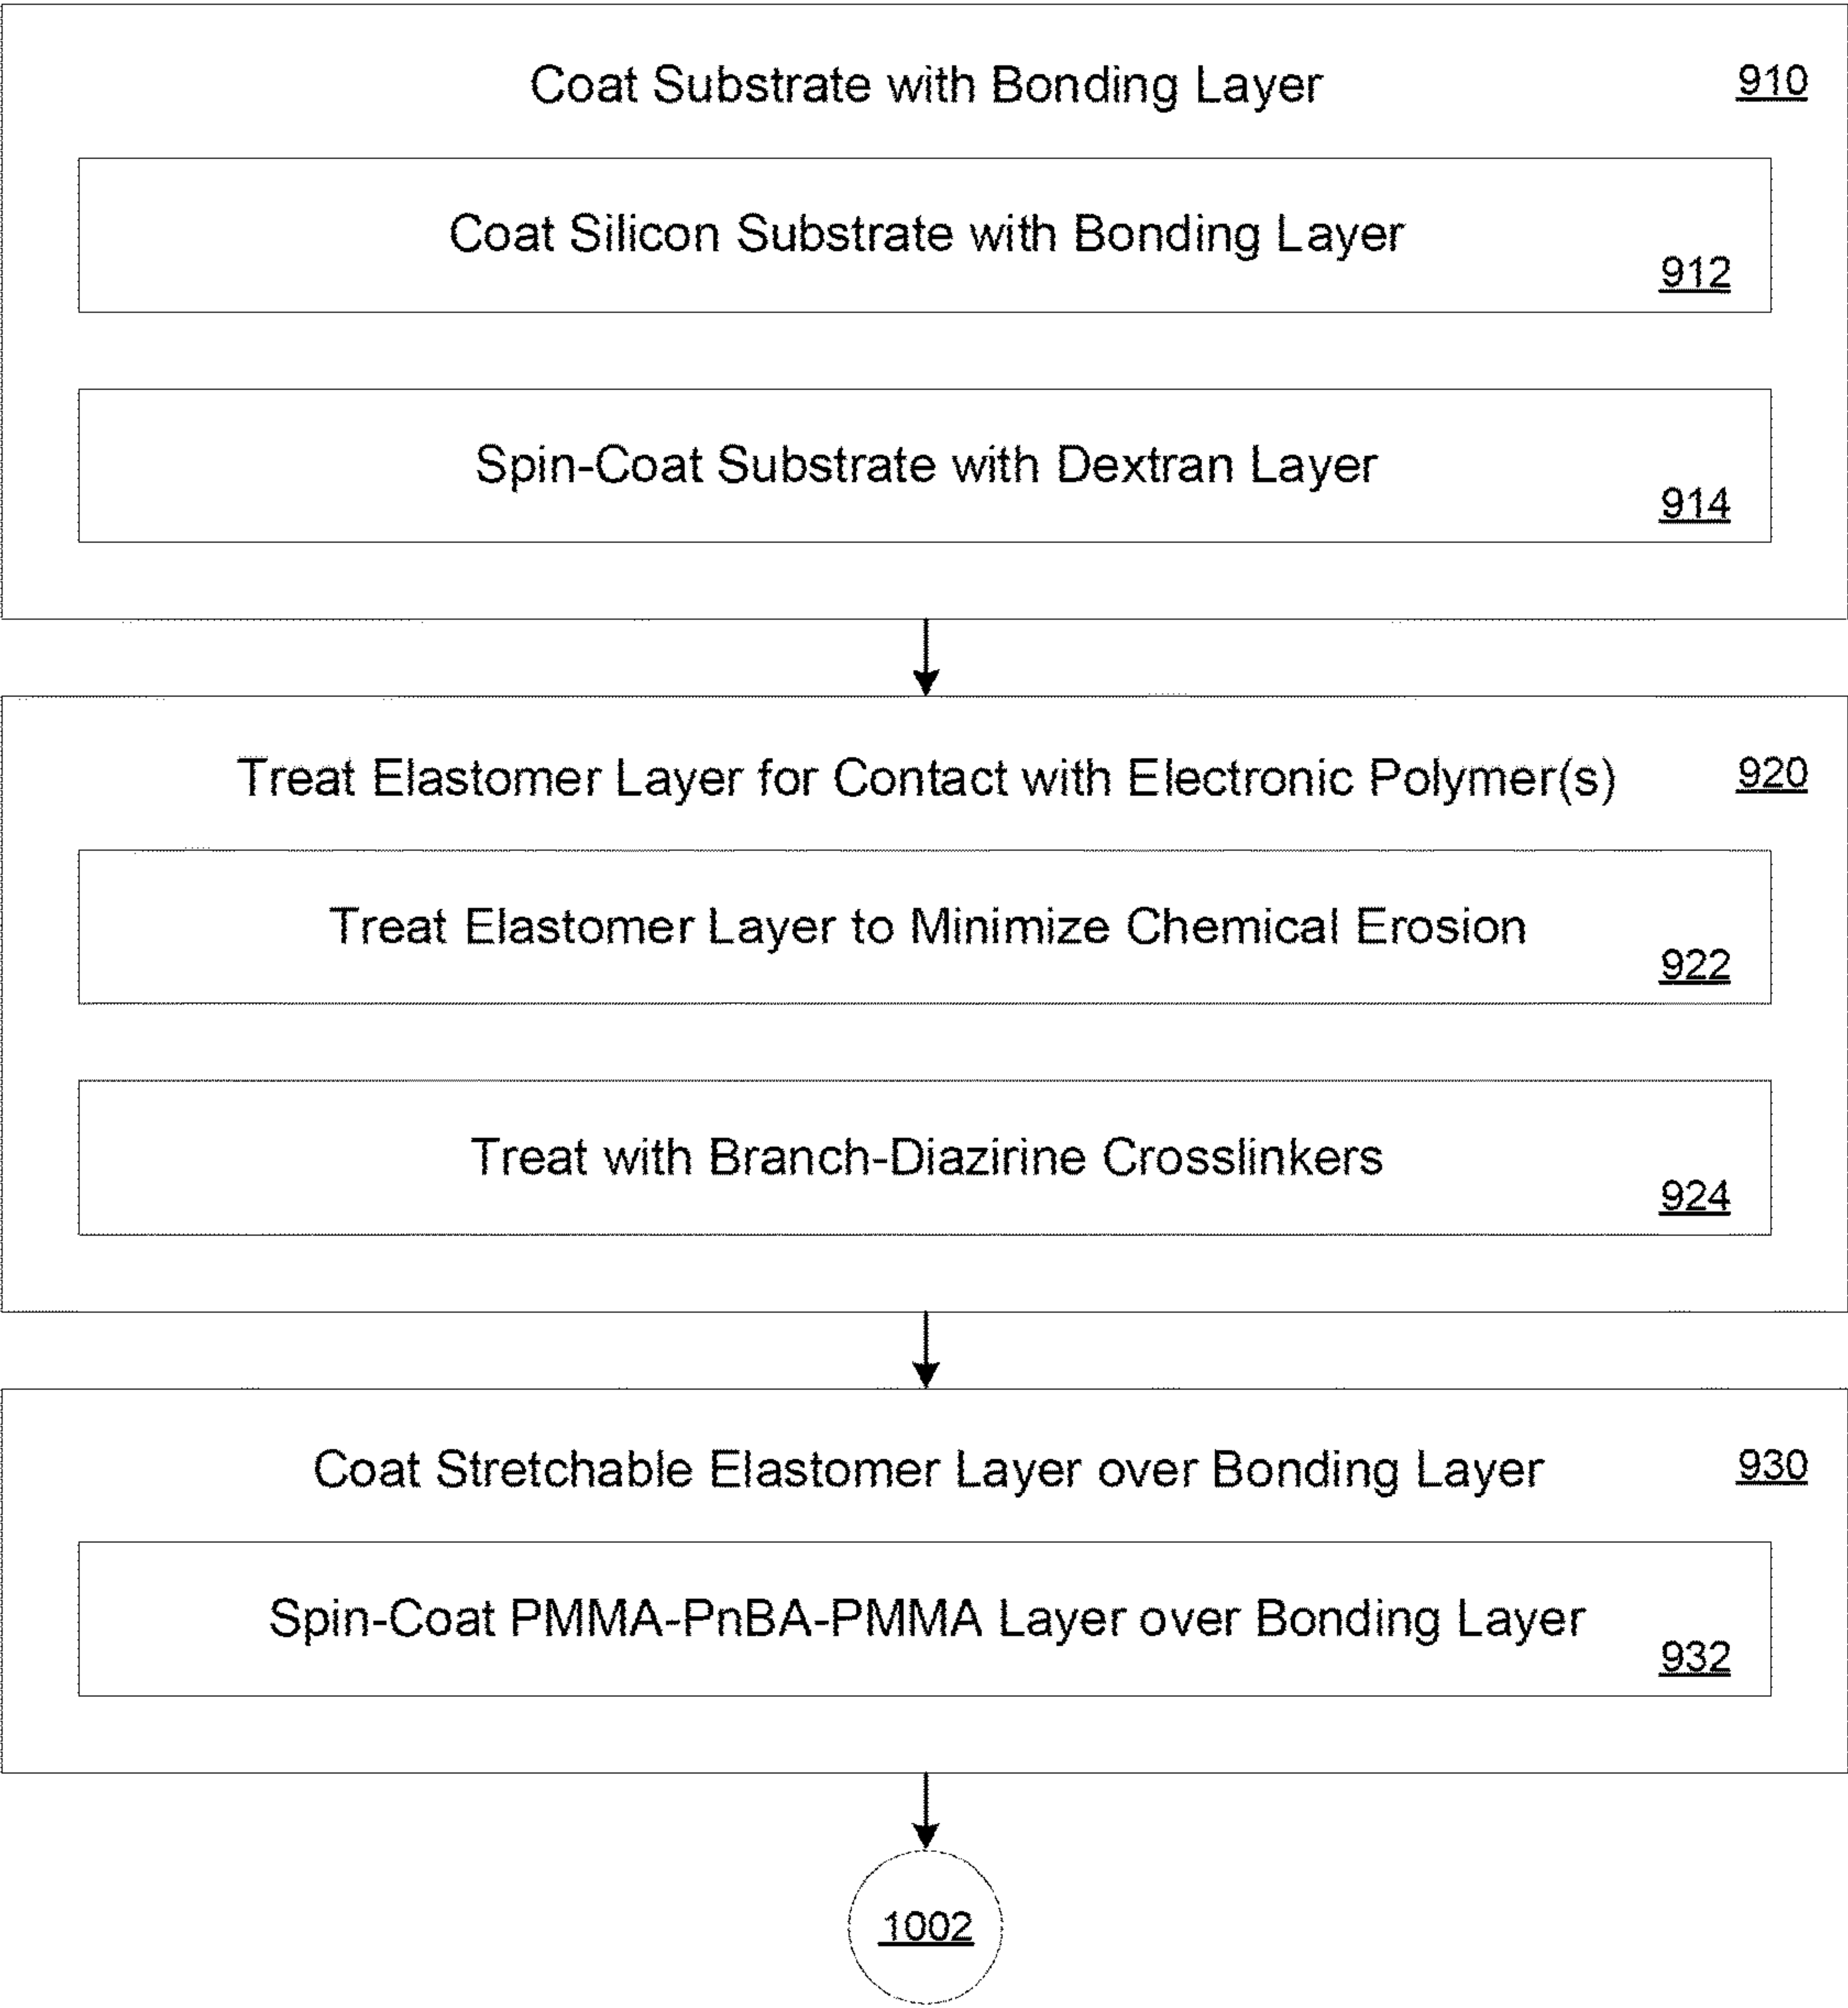 Coat Substrate with Bonding Layer 910
Coat Silicon Substrate with Bonding Layer
912
Spin-Coat Substrate with Dextran Layer
914
Treat Elastomer Layer for Contact with Electronic Polymer(s) 920
Treat Elastomer Layer to Minimize Chemical Erosion
922
Treat with Branch-Diazirine Crosslinkers
924
Coat Stretchable Elastomer Layer over Bonding Layer 930
Spin-Coat PMMA-PnBA-PMMA Layer over Bonding Layer
932
1002